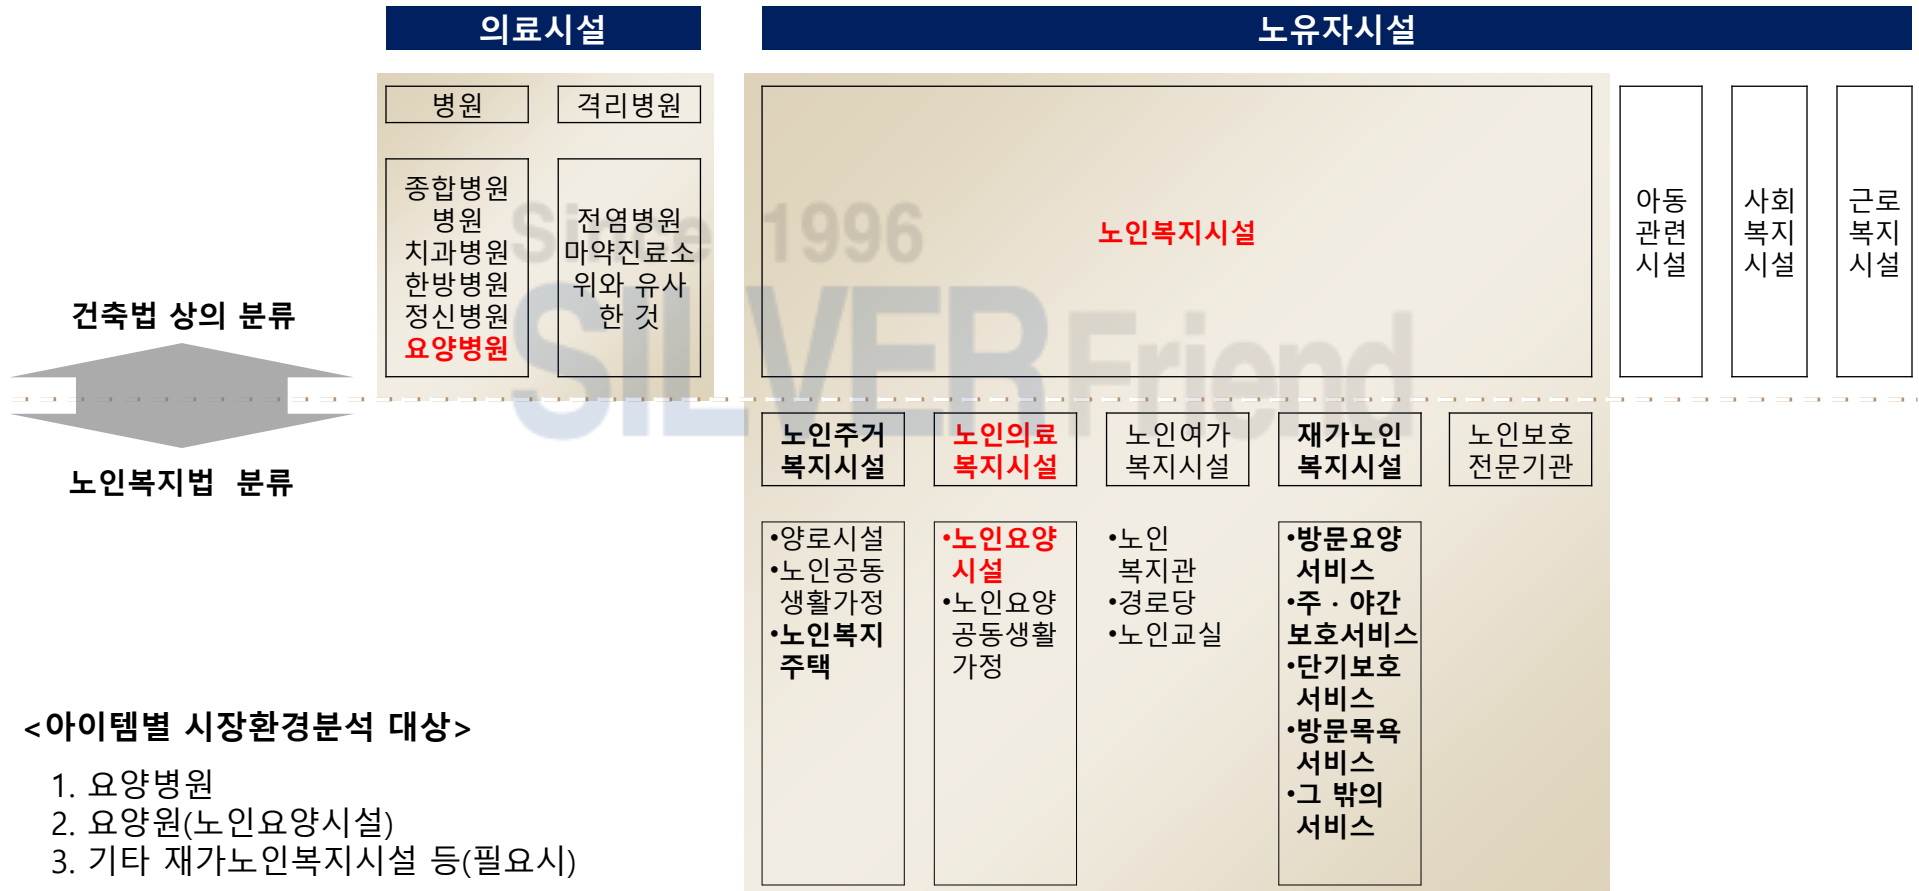 의료시설
노유자시설
병원
격리병원
종합병원
병원
치과병원
한방병원
정신병원
요양병원
전염병원
마약진료소
위와 유사
한 것
노인복지시설
아동
관련
시설
사회
복지
시설
근로
복지
시설
Since 1996
SILVER Friend
건축법 상의 분류
노인복지법 분류
노인주거
복지시설
노인의료
복지시설
노인여가
복지시설
재가노인
복지시설
노인보호
전문기관
•양로시설
•노인공동
생활가정
•노인복지
주택
•노인요양
시설
•노인요양
공동생활
가정
•노인
복지관
•경로당
•노인교실
•방문요양
서비스
•주 · 야간
보호서비스
•단기보호
서비스
•방문목욕
서비스
•그 밖의
서비스
<아이템별 시장환경분석 대상>
1. 요양병원
2. 요양원(노인요양시설)
3. 기타 재가노인복지시설 등(필요시)